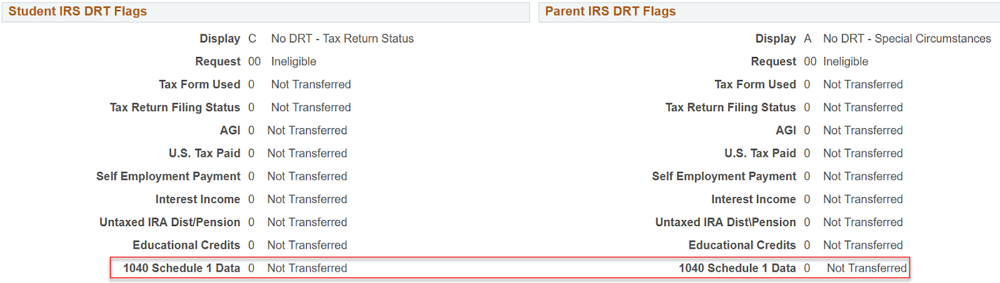 Student IRS DRT Flags
Display C No DRT - Tax Return Status
Request 00 Ineligible
Tax Form Used 0 Not Transferred
Tax Return Filing Status 0 Not Transferred
AGI 0 Not Transferred
U.S. Tax Paid 0 Not Transferred
Self Employment Payment 0 Not Transferred
Interest Income 0 Not Transferred
Untaxed IRA Dist/Pension 0 Not Transferred
Educational Credits 0 Not Transferred
1040 Schedule 1 Data 0 Not Transferred
Parent IRS DRT Flags
Display A No DRT - Special Circumstances
Request 00 Ineligible
Tax Form Used 0 Not Transferred
Tax Return Filing Status 0 Not Transferred
AGI 0 Not Transferred
U.S. Tax Paid 0 Not Transferred
Self Employment Payment 0 Not Transferred
Interest Income 0 Not Transferred
Untaxed IRA Dist\Pension 0 Not Transferred
Educational Credits 0 Not Transferred
1040 Schedule 1 Data 0 Not Transferred